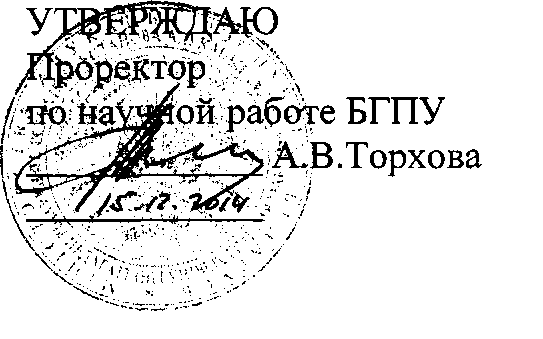 УТВЕРЖДАЮ
Проректор
по научной работе БГПУ
А.В.Торхова
15.12.2014